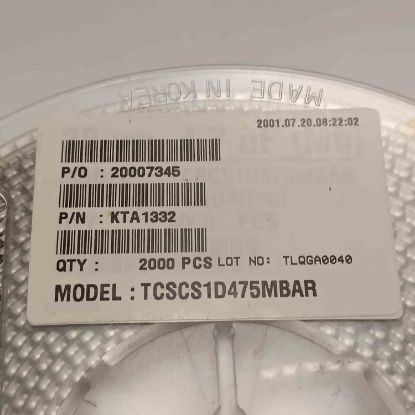 MADE IN KOREA
2001.07.20.08:22:02
P/O : 20007345
P/N : KTA1332
QTY : 2000 PCS LOT NO: TLQGA0040
MODEL : TCSCS1D475MBAR